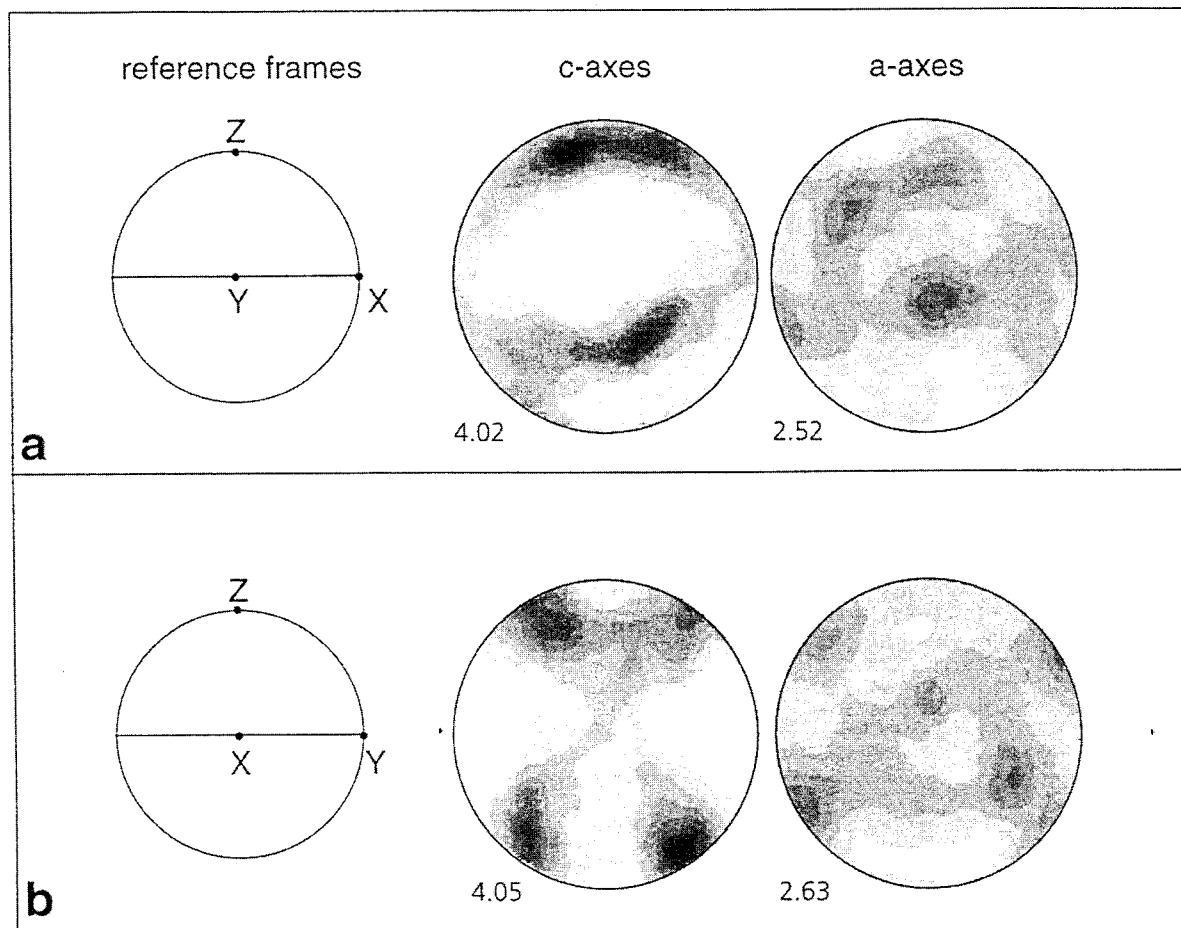 reference frames c-axes a-axes
Z
Y X
4.02 2.52
a
Z
X Y
4.05 2.63
b